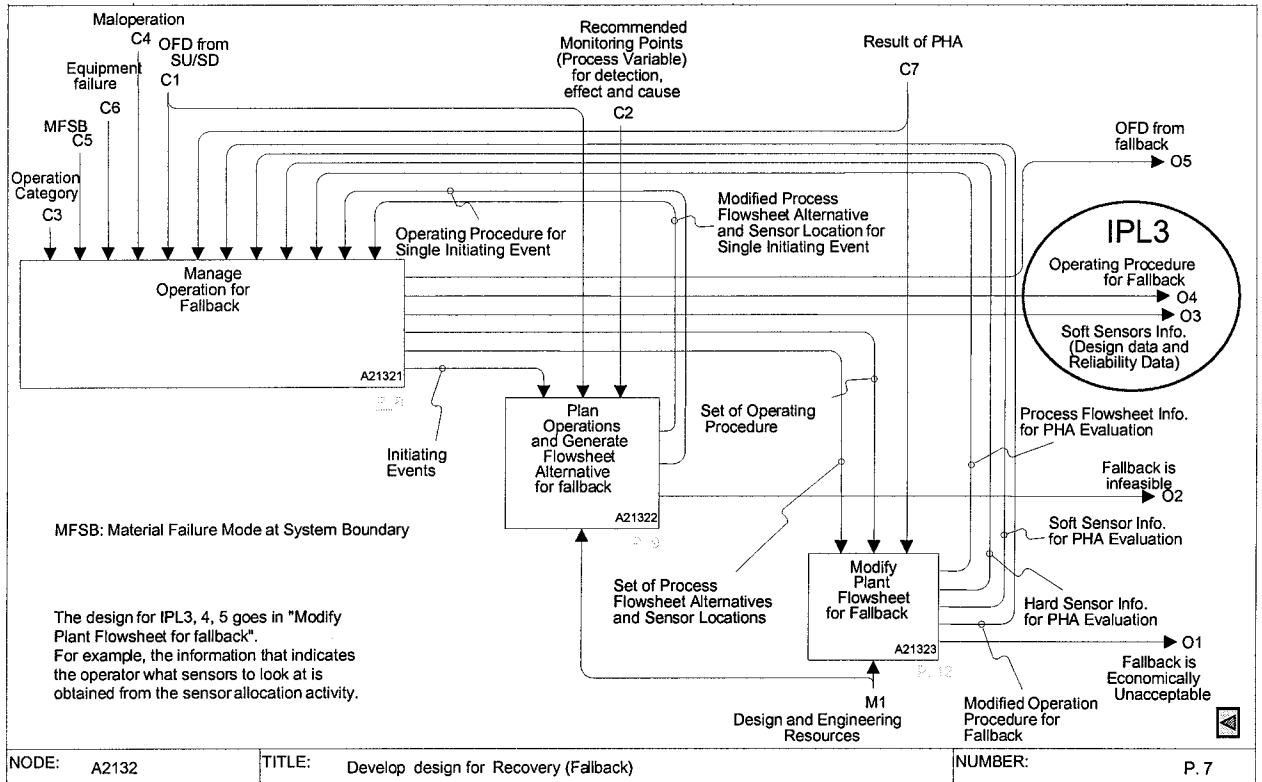 Maloperation
C4
OFD from
SU/SD
C1
Equipment
failure
C6
MFSB
C5
Operation
Category
C3
Recommended
Monitoring Points
(Process Variable)
for detection,
effect and cause
C2
Result of PHA
C7
OFD from
fallback
O5
Operating Procedure for
Single Initiating Event
Modified Process
Flowsheet Alternative
and Sensor Location for
Single Initiating Event
IPL3
Operating Procedure
for Fallback
O4
O3
Soft Sensors Info.
(Design data and
Reliability Data)
Manage
Operation for
Fallback
A21321
Initiating
Events
Plan
Operations
and Generate
Flowsheet
Alternative
for fallback
A21322
P. 9
Set of Operating
Procedure
Process Flowsheet Info.
for PHA Evaluation
Fallback is
infeasible
O2
Soft Sensor Info.
for PHA Evaluation
MFSB: Material Failure Mode at System Boundary
Set of Process
Flowsheet Alternatives
and Sensor Locations
Modify
Plant
Flowsheet
for Fallback
A21323
P. 12
Hard Sensor Info.
for PHA Evaluation
O1
Fallback is
Economically
Unacceptable
The design for IPL3, 4, 5 goes in "Modify
Plant Flowsheet for fallback".
For example, the information that indicates
the operator what sensors to look at is
obtained from the sensor allocation activity.
M1
Design and Engineering
Resources
Modified Operation
Procedure for
Fallback
NODE: A2132
TITLE: Develop design for Recovery (Fallback)
NUMBER: P. 7